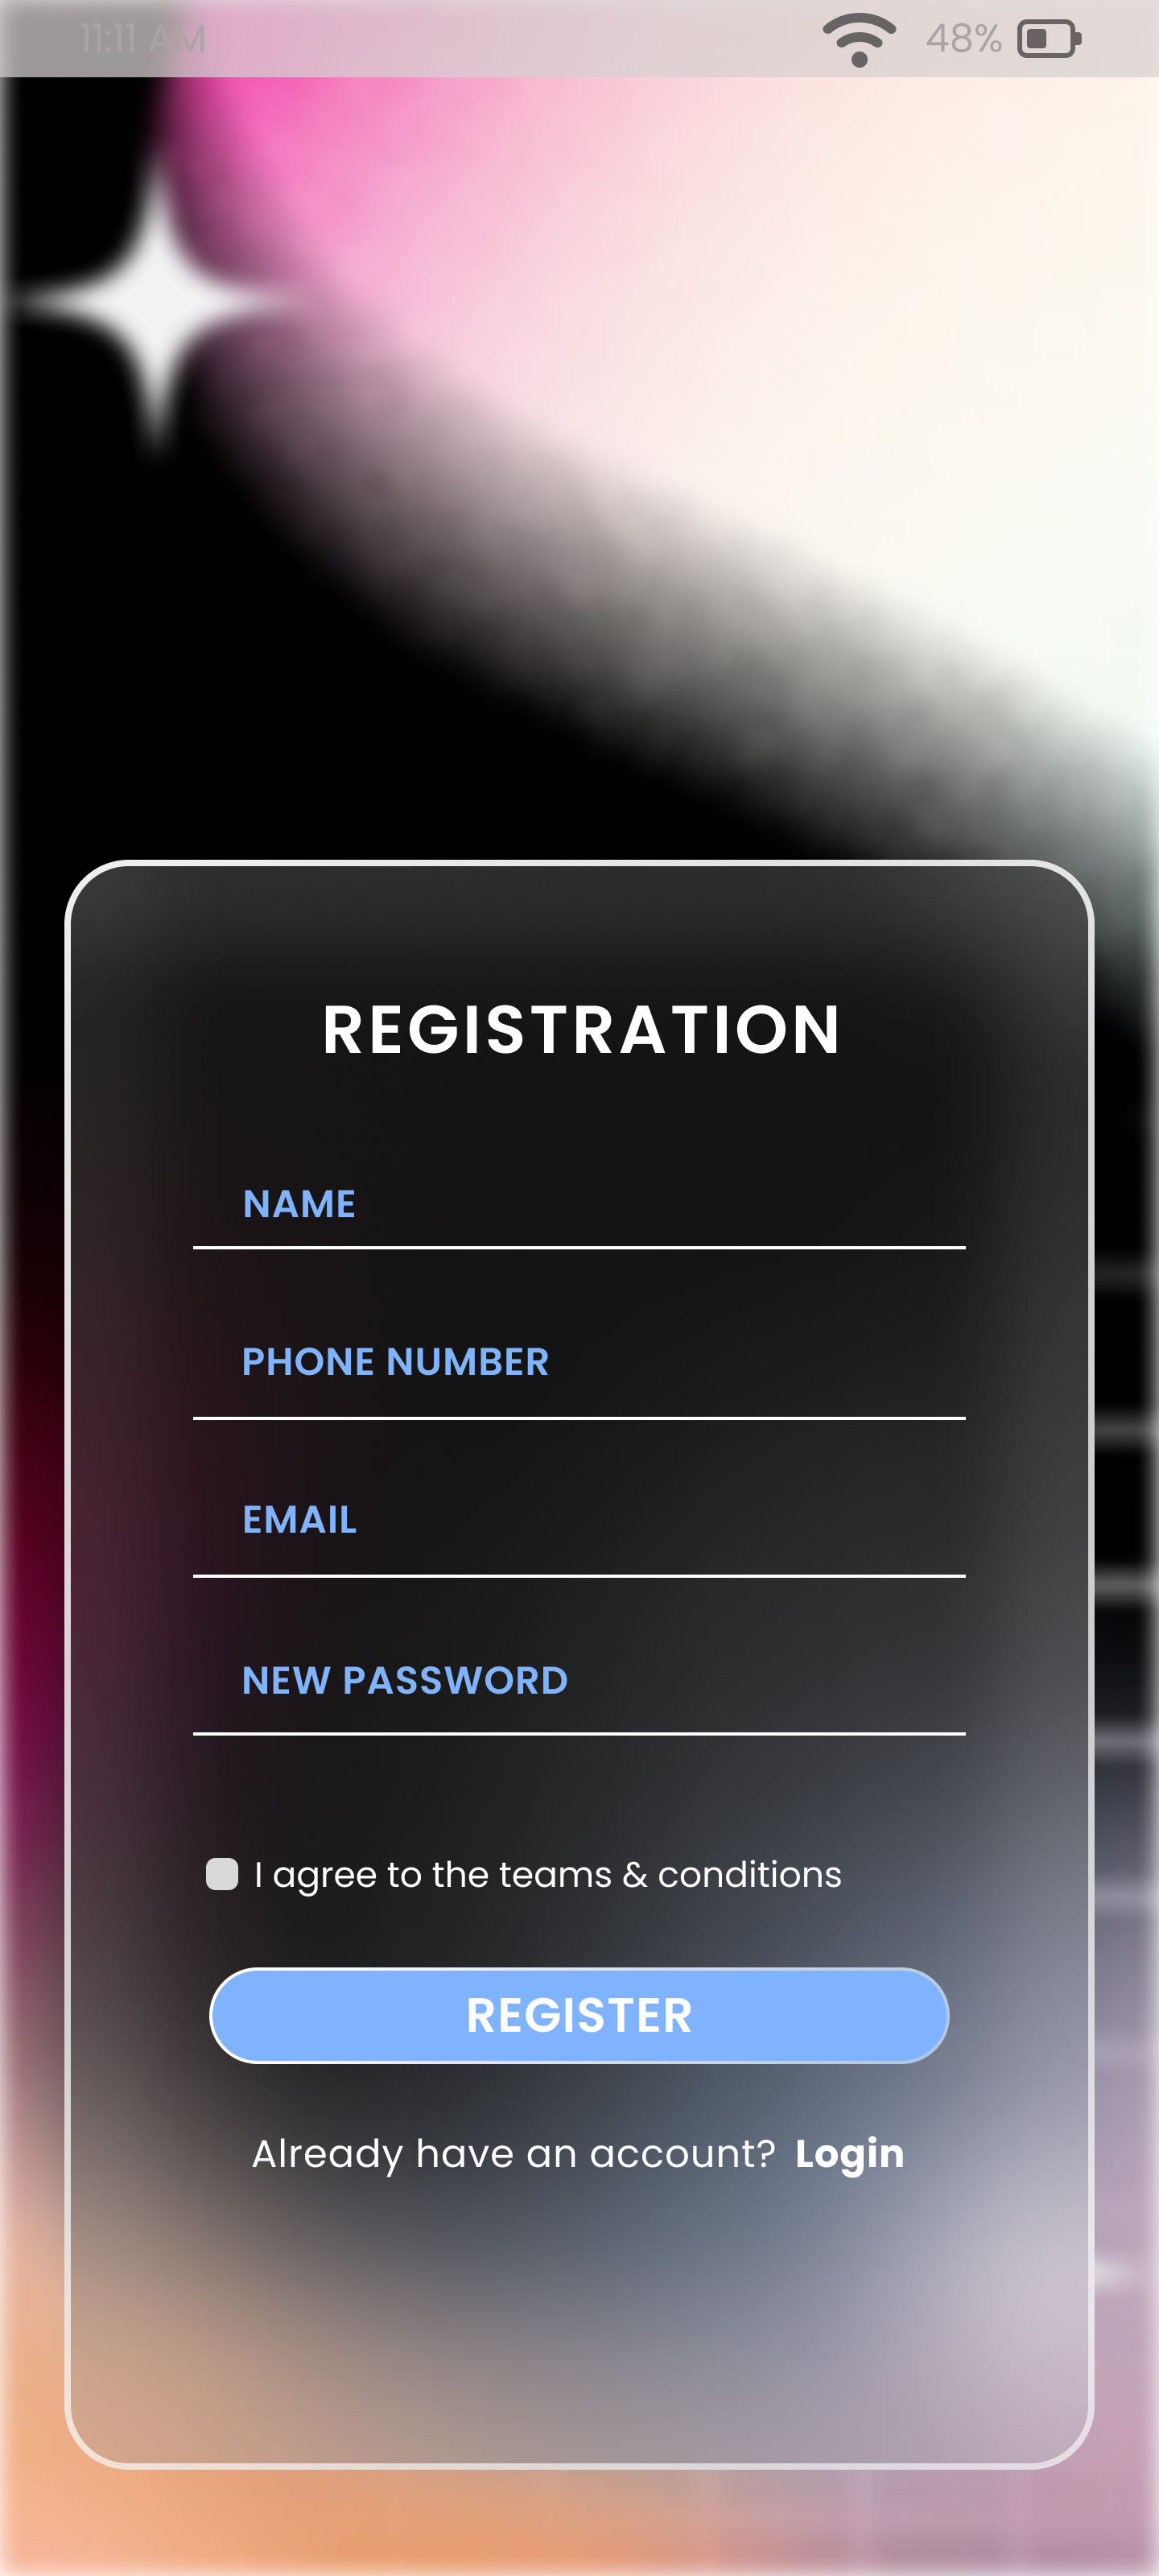 11:11 AM 48%
REGISTRATION
NAME
PHONE NUMBER
EMAIL
NEW PASSWORD
I agree to the teams & conditions
REGISTER
Already have an account? Login